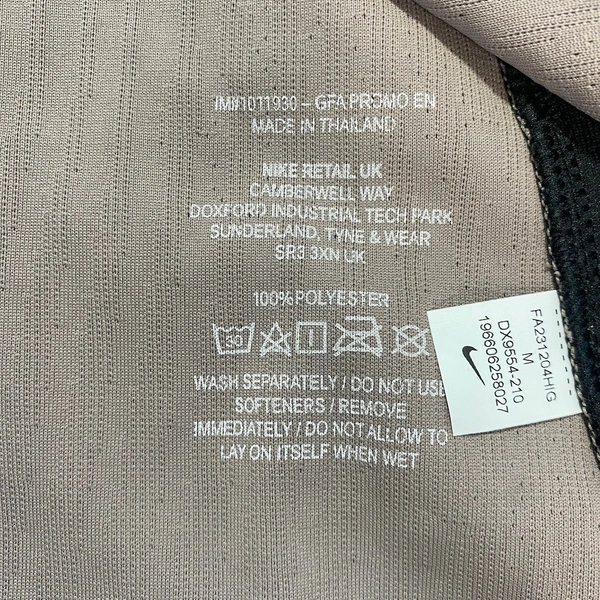 IM#1011930 – GFA PROMO EN
MADE IN THAILAND
NIKE RETAIL UK
CAMBERWELL WAY
DOXFORD INDUSTRIAL TECH PARK
SUNDERLAND, TYNE & WEAR
SR3 3XN UK
100% POLYESTER
30
WASH SEPARATELY / DO NOT USE
SOFTENERS / REMOVE
IMMEDIATELY / DO NOT ALLOW TO
LAY ON ITSELF WHEN WET
FA231204HIG
M
DX9554-210
196606258027